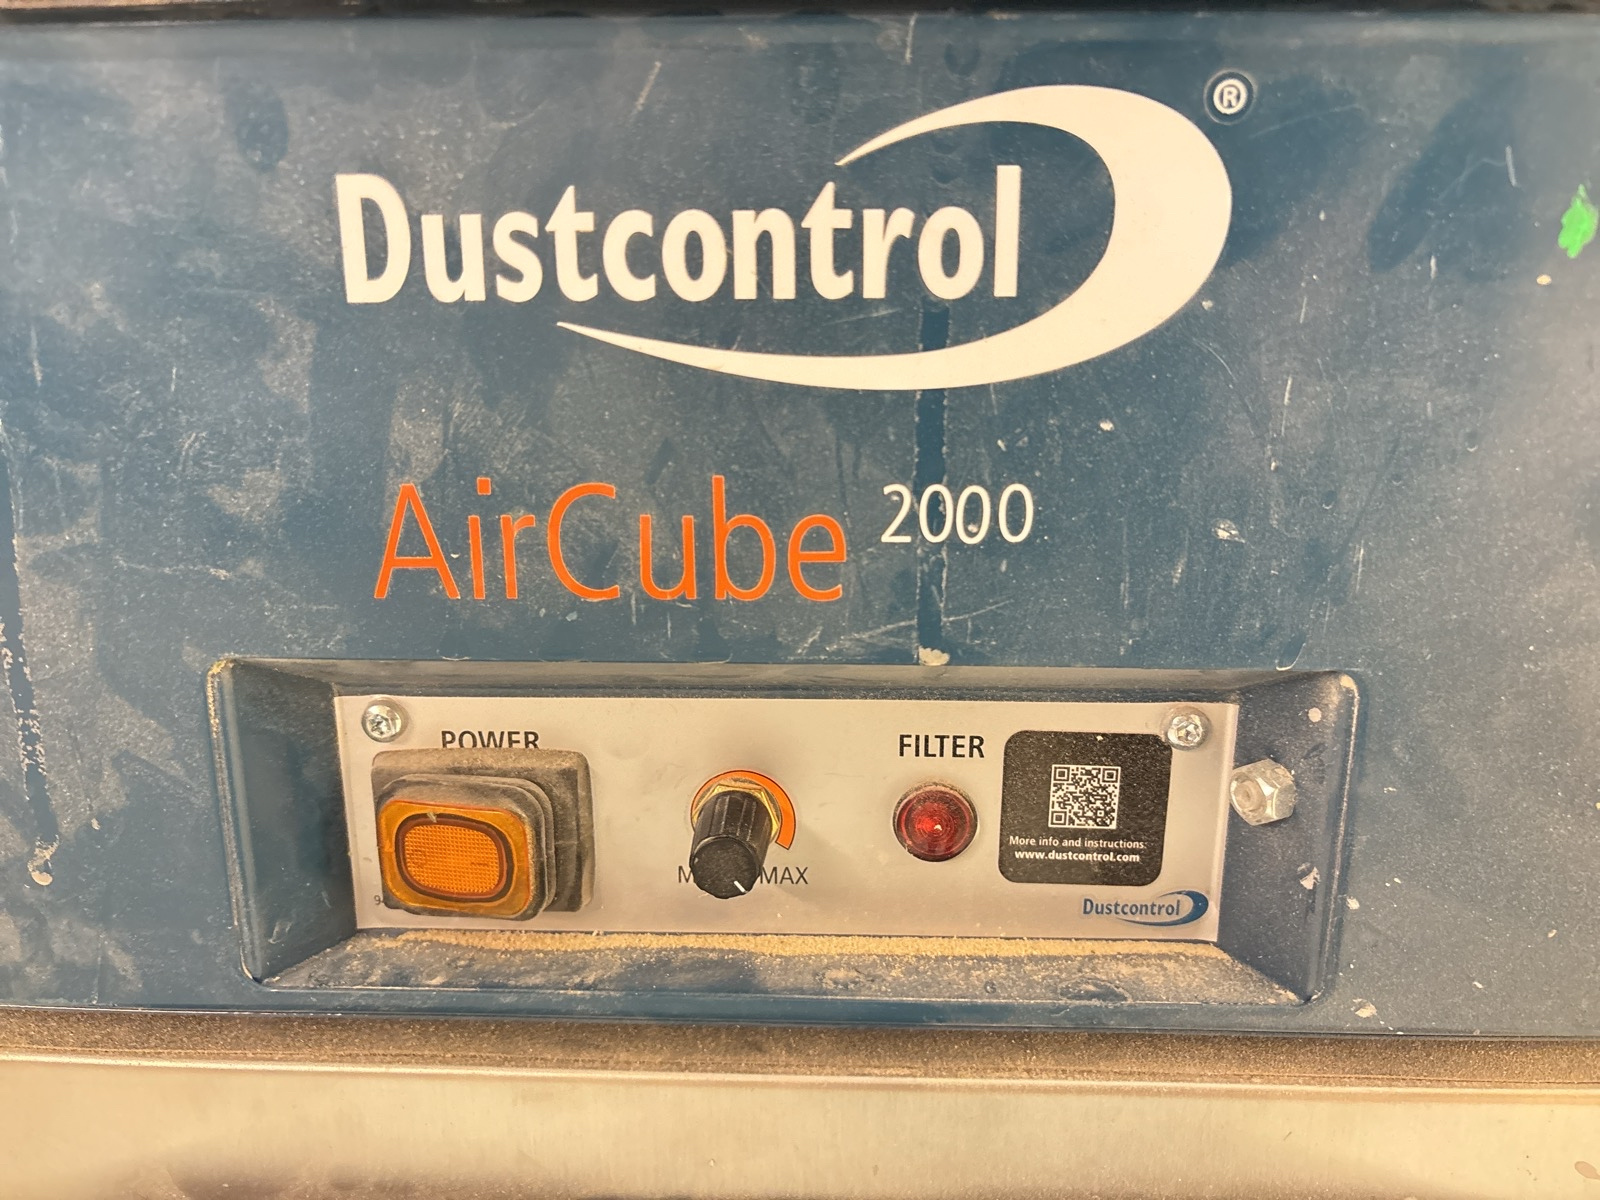 Dustcontrol®
AirCube 2000
POWER
FILTER
MAX
More info and instructions:
www.dustcontrol.com
Dustcontrol